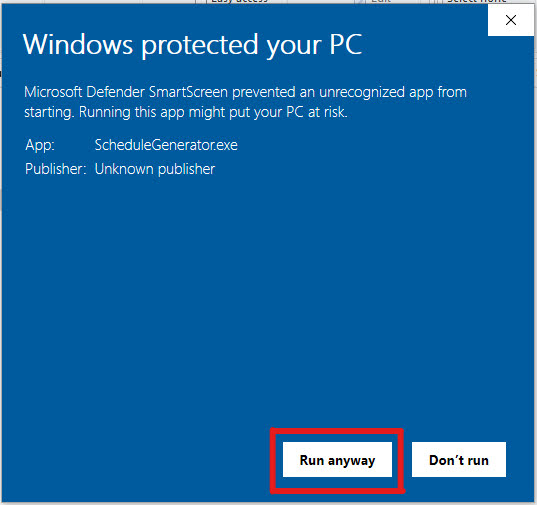 Easy access
Edit
Select none
Windows protected your PC
Microsoft Defender SmartScreen prevented an unrecognized app from
starting. Running this app might put your PC at risk.
App: ScheduleGenerator.exe
Publisher: Unknown publisher
Run anyway
Don’t run